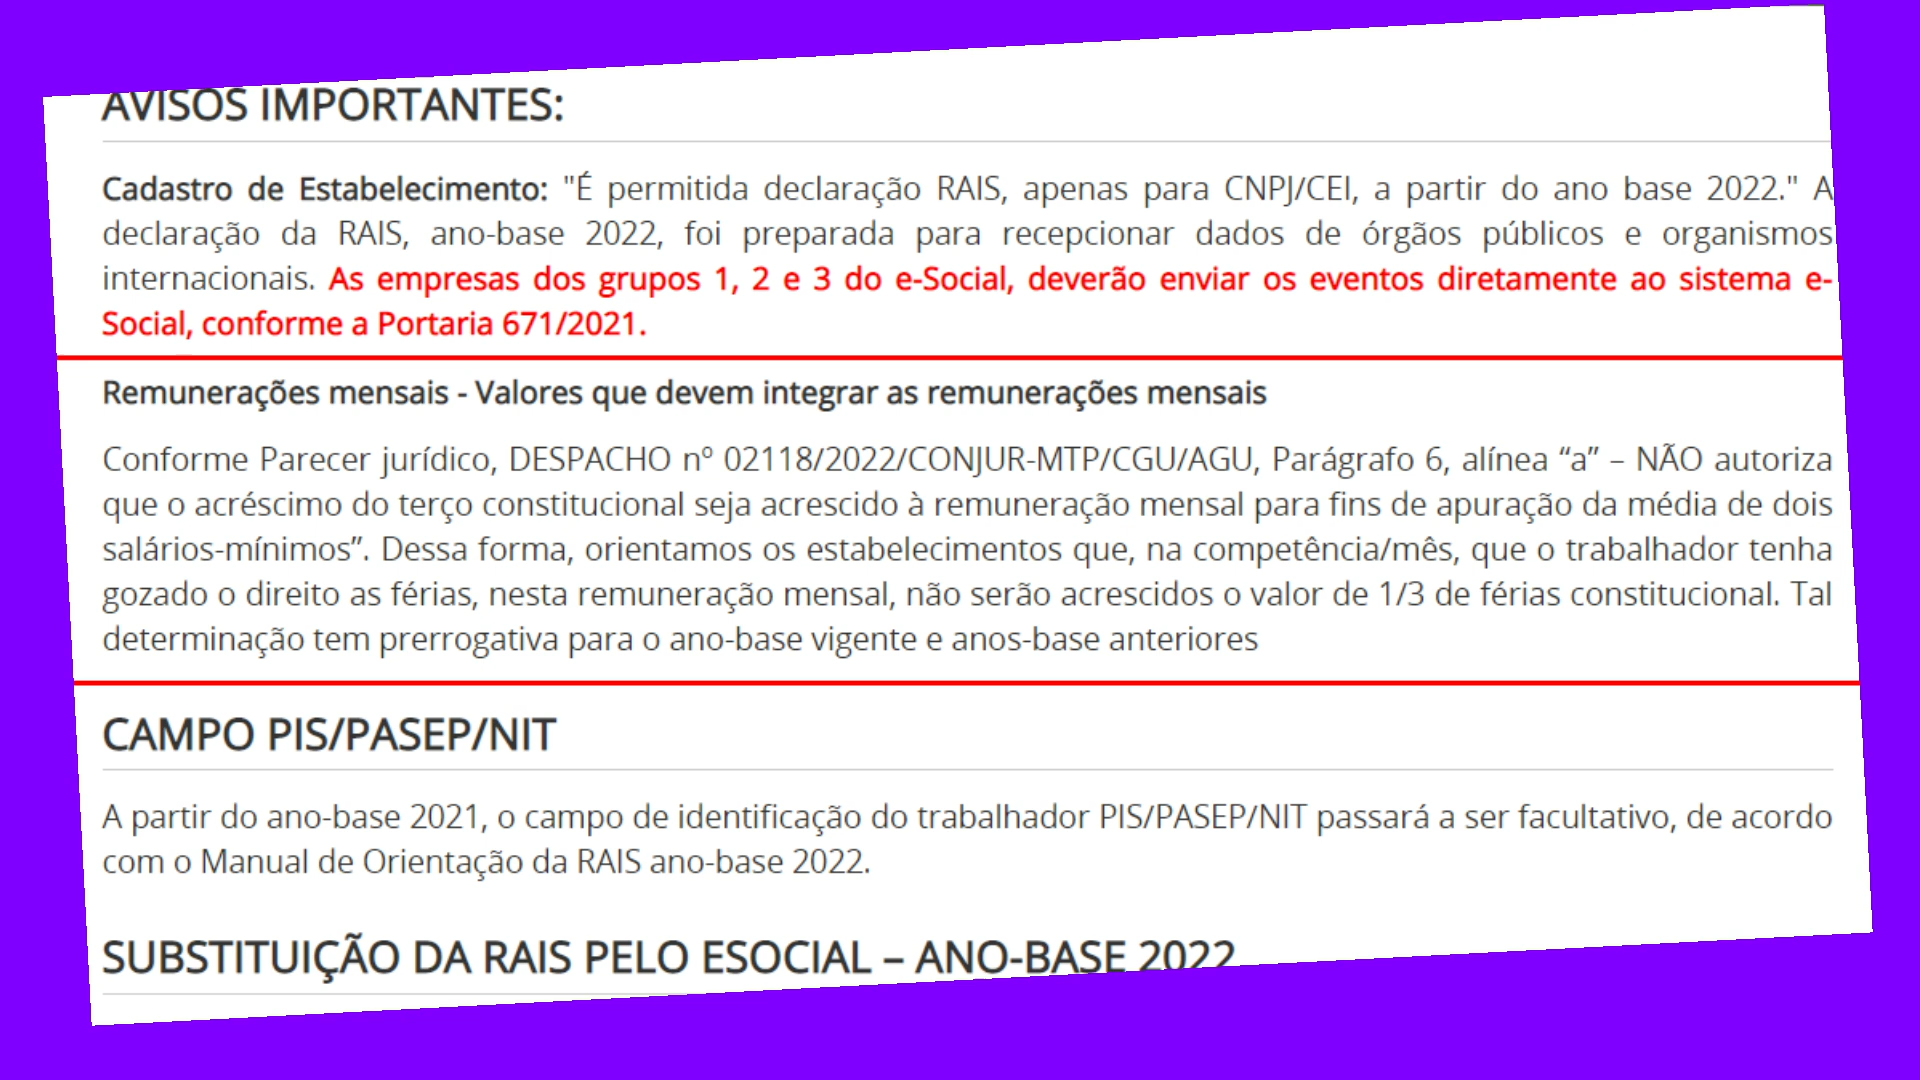 AVISOS IMPORTANTES:
Cadastro de Estabelecimento: "É permitida declaração RAIS, apenas para CNPJ/CEI, a partir do ano base 2022." A
declaração da RAIS, ano-base 2022, foi preparada para recepcionar dados de órgãos públicos e organismos
internacionais. As empresas dos grupos 1, 2 e 3 do e-Social, deverão enviar os eventos diretamente ao sistema e-
Social, conforme a Portaria 671/2021.
Remunerações mensais - Valores que devem integrar as remunerações mensais
Conforme Parecer jurídico, DESPACHO nº 02118/2022/CONJUR-MTP/CGU/AGU, Parágrafo 6, alínea “a” – NÃO autoriza
que o acréscimo do terço constitucional seja acrescido à remuneração mensal para fins de apuração da média de dois
salários-mínimos”. Dessa forma, orientamos os estabelecimentos que, na competência/mês, que o trabalhador tenha
gozado o direito as férias, nesta remuneração mensal, não serão acrescidos o valor de 1/3 de férias constitucional. Tal
determinação tem prerrogativa para o ano-base vigente e anos-base anteriores
CAMPO PIS/PASEP/NIT
A partir do ano-base 2021, o campo de identificação do trabalhador PIS/PASEP/NIT passará a ser facultativo, de acordo
com o Manual de Orientação da RAIS ano-base 2022.
SUBSTITUIÇÃO DA RAIS PELO ESOCIAL – ANO-BASE 2022